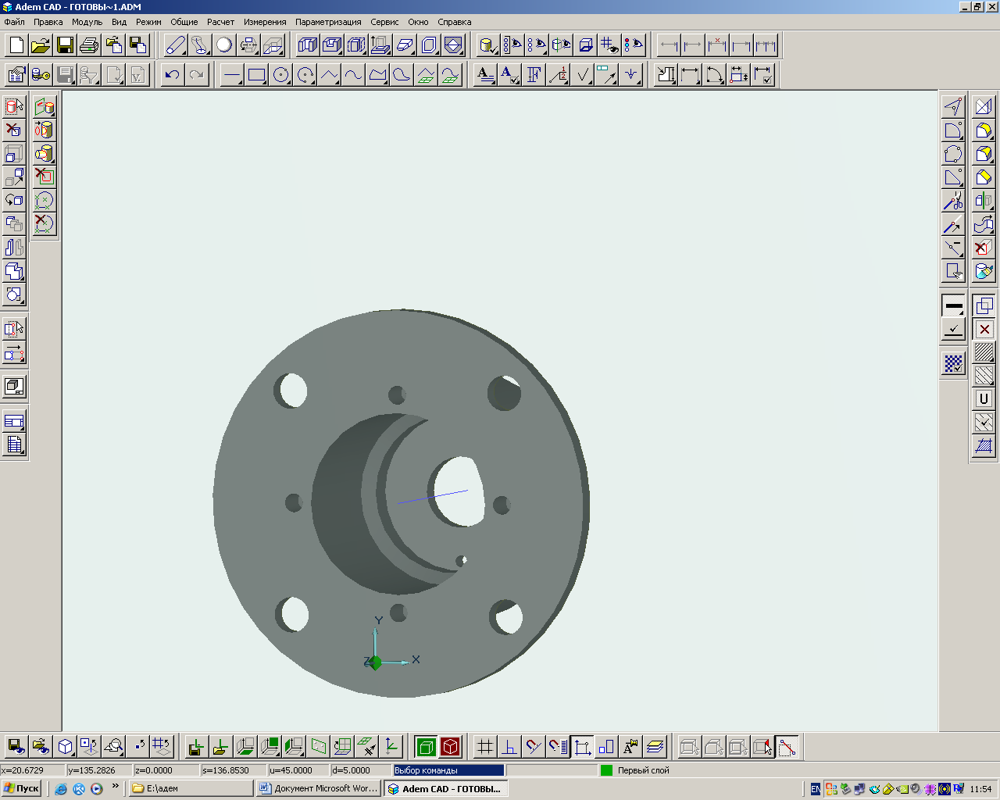 Adem CAD - ГОТОВЫ~1.ADM
Файл Правка Модуль Вид Режим Общие Расчет Измерения Параметризация Сервис Окно Справка
Y
Z X
x=20.6729 y=135.2826 z=0.0000 s=136.8530 u=45.0000 d=5.0000 Выбор команды Первый слой
Пуск » E:\адем Документ Microsoft Wor... Adem CAD - ГОТОВЫ... EN 11:54